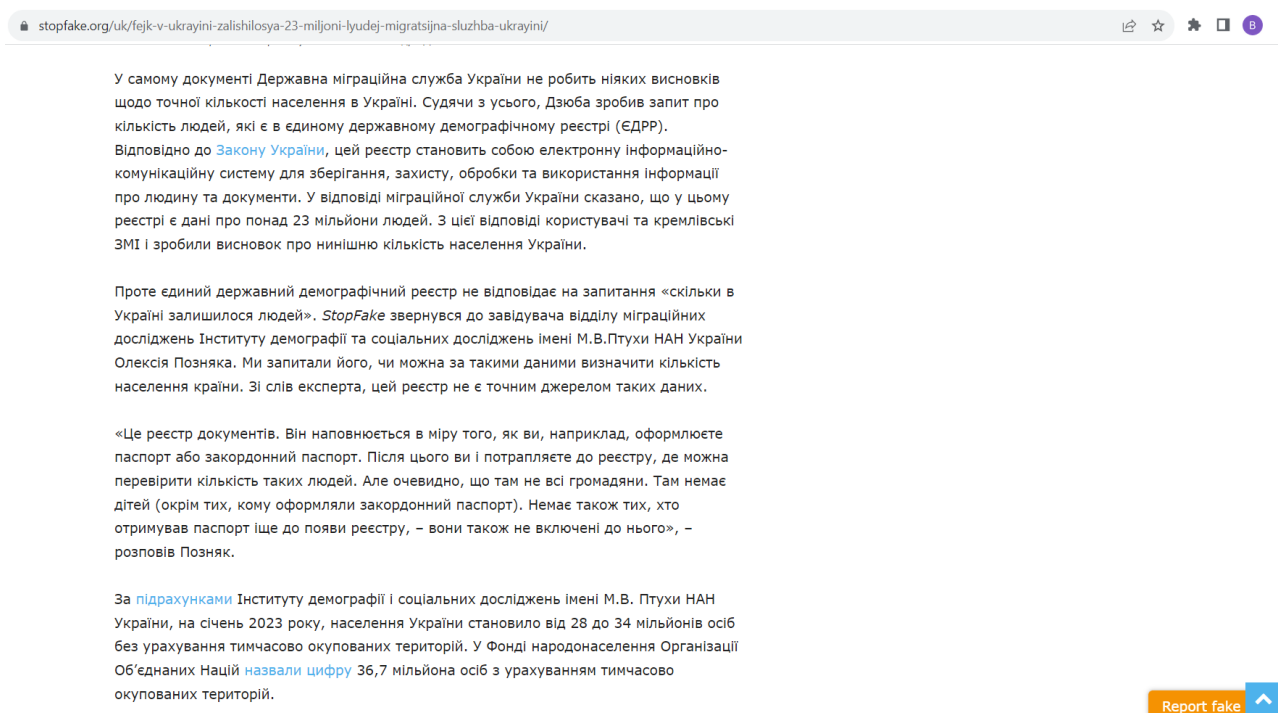 stopfake.org/uk/fejk-v-ukrayini-zalishilosya-23-miljoni-lyudej-migratsijna-sluzhba-ukrayini/
B
У самому документі Державна міграційна служба України не робить ніяких висновків
щодо точної кількості населення в Україні. Судячи з усього, Дзюба зробив запит про
кількість людей, які є в єдиному державному демографічному реєстрі (ЄДРР).
Відповідно до Закону України, цей реєстр становить собою електронну інформаційно-
комунікаційну систему для зберігання, захисту, обробки та використання інформації
про людину та документи. У відповіді міграційної служби України сказано, що у цьому
реєстрі є дані про понад 23 мільйони людей. З цієї відповіді користувачі та кремлівські
ЗМІ і зробили висновок про нинішню кількість населення України.
Проте єдиний державний демографічний реєстр не відповідає на запитання «скільки в
Україні залишилося людей». StopFake звернувся до завідувача відділу міграційних
досліджень Інституту демографії та соціальних досліджень імені М.В.Птухи НАН України
Олексія Позняка. Ми запитали його, чи можна за такими даними визначити кількість
населення країни. Зі слів експерта, цей реєстр не є точним джерелом таких даних.
«Це реєстр документів. Він наповнюється в міру того, як ви, наприклад, оформлюєте
паспорт або закордонний паспорт. Після цього ви і потрапляєте до реєстру, де можна
перевірити кількість таких людей. Але очевидно, що там не всі громадяни. Там немає
дітей (окрім тих, кому оформляли закордонний паспорт). Немає також тих, хто
отримував паспорт іще до появи реєстру, – вони також не включені до нього», –
розповів Позняк.
За підрахунками Інституту демографії і соціальних досліджень імені М.В. Птухи НАН
України, на січень 2023 року, населення України становило від 28 до 34 мільйонів осіб
без урахування тимчасово окупованих територій. У Фонді народонаселення Організації
Об’єднаних Націй назвали цифру 36,7 мільйона осіб з урахуванням тимчасово
окупованих територій.
Report fake